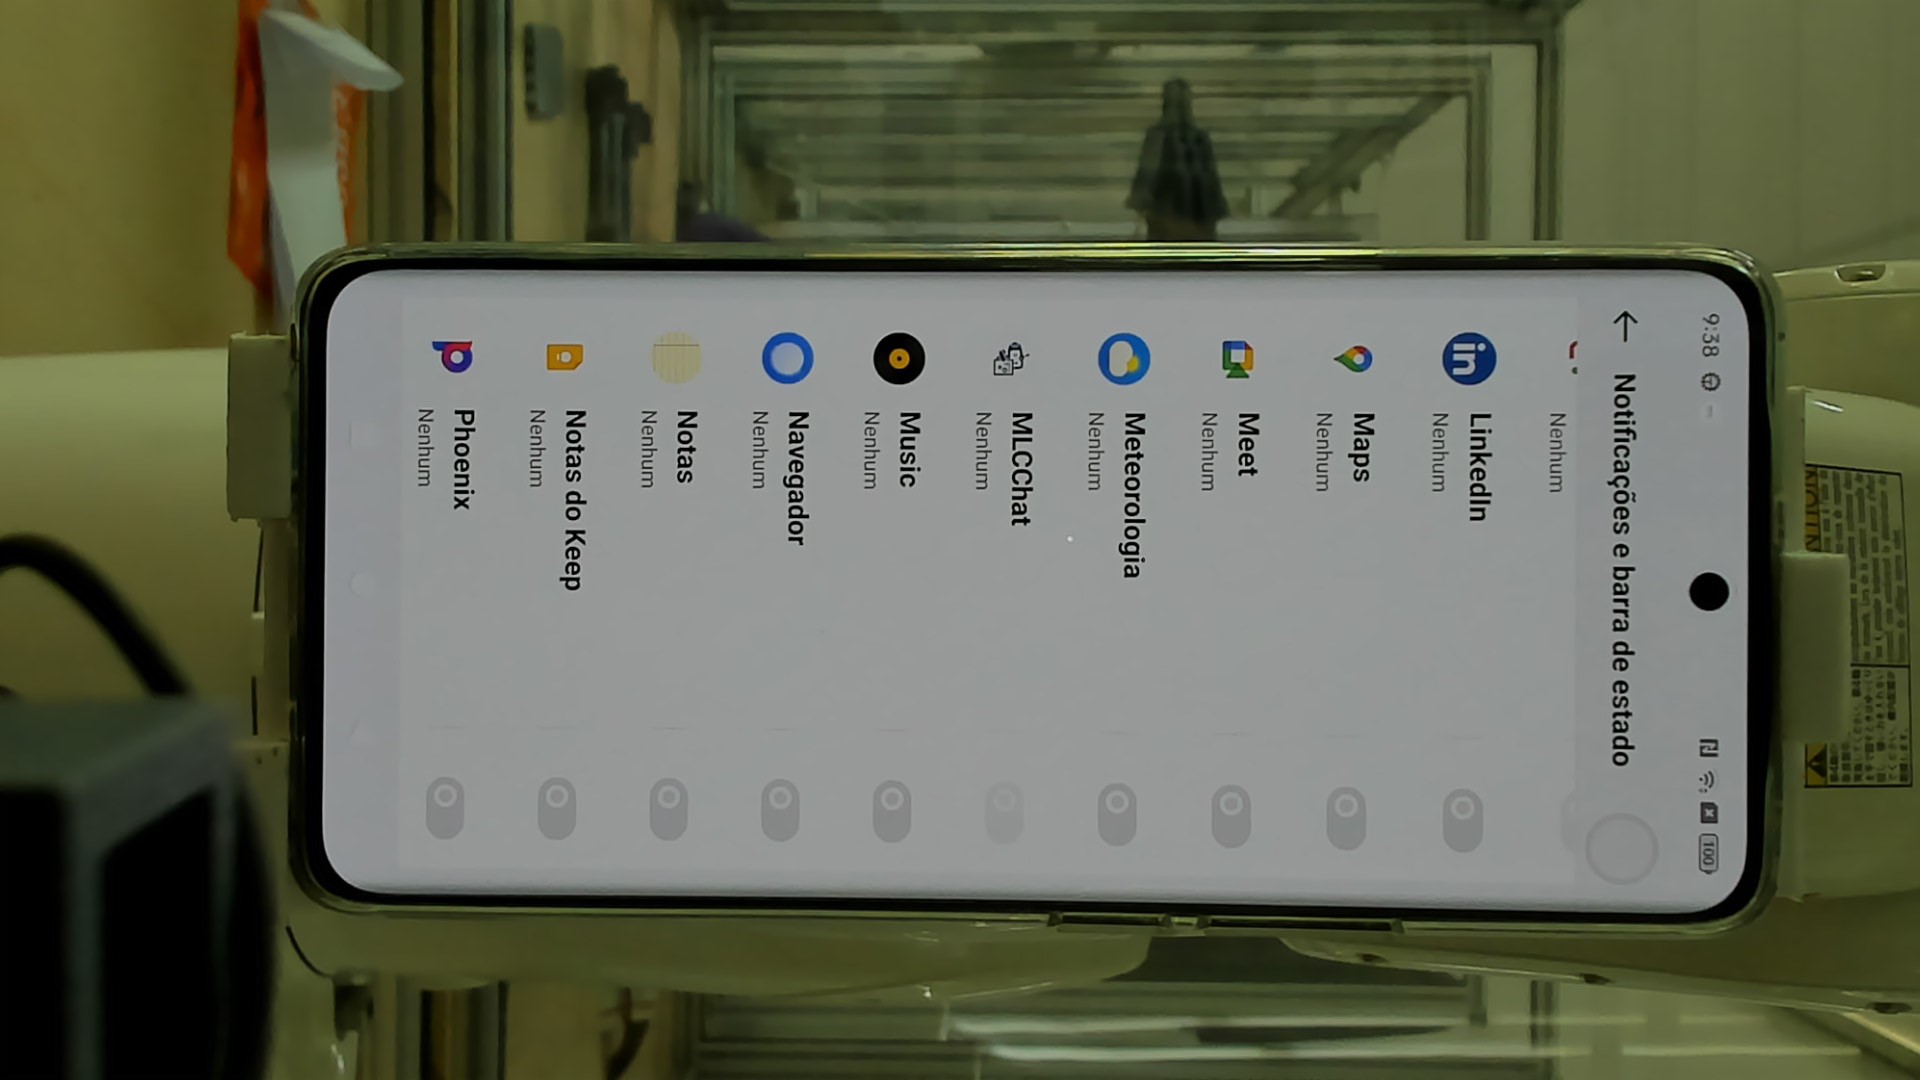 9:38
100
Notificações e barra de estado
Nenhum
LinkedIn
Nenhum
Maps
Nenhum
Meet
Nenhum
Meteorologia
Nenhum
MLCChat
Nenhum
Music
Nenhum
Navegador
Nenhum
Notas
Nenhum
Notas do Keep
Nenhum
Phoenix
Nenhum